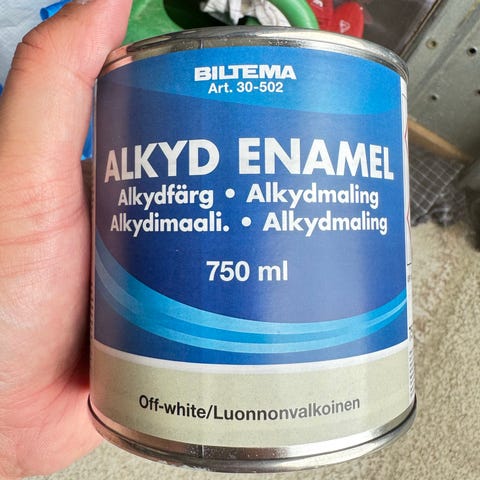 BILTEMA
Art. 30-502
ALKYD ENAMEL
Alkydfärg • Alkydmaling
Alkydimaali. • Alkydmaling
750 ml
Off-white/Luonnonvalkoinen